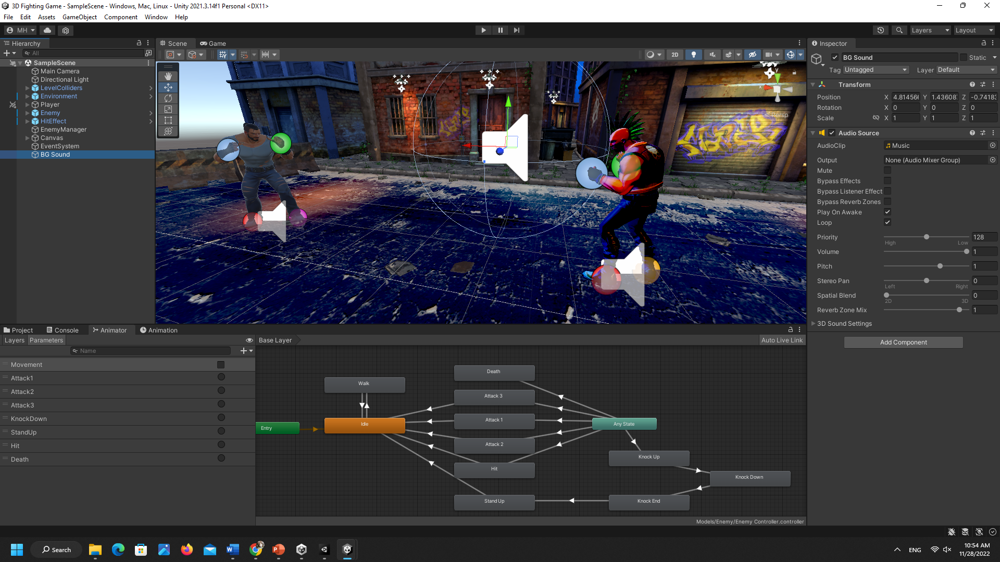 3D Fighting Game - SampleScene - Windows, Mac, Linux - Unity 2021.3.14f1 Personal <DX11>
File Edit Assets GameObject Component Window Help
MH
Layers Layout
Hierarchy
All
SampleScene
Main Camera
Directional Light
LevelColliders
Environment
Player
Enemy
HitEffect
EnemyManager
Canvas
EventSystem
BG Sound
Scene Game
2D
y
x
Persp
Inspector
BG Sound Static
Tag Untagged Layer Default
Transform
Position X 4.814566 Y 1.436087 Z -0.74183
Rotation X 0 Y 0 Z 0
Scale X 1 Y 1 Z 1
Audio Source
AudioClip Music
Output None (Audio Mixer Group)
Mute
Bypass Effects
Bypass Listener Effect
Bypass Reverb Zones
Play On Awake
Loop
Priority 128
High Low
Volume 1
Pitch 1
Stereo Pan 0
Left Right
Spatial Blend 0
2D 3D
Reverb Zone Mix 1
3D Sound Settings
Add Component
Project Console Animator Animation
Layers Parameters Base Layer Auto Live Link
Name
Movement
Attack1
Attack2
Attack3
KnockDown
StandUp
Hit
Death
Death
Walk
Attack 3
Attack 1
Idle
Entry
Any State
Attack 2
Knock Up
Hit
Knock Down
Stand Up
Knock End
Models/Enemy/Enemy Controller.controller
Search
ENG
10:54 AM
11/28/2022